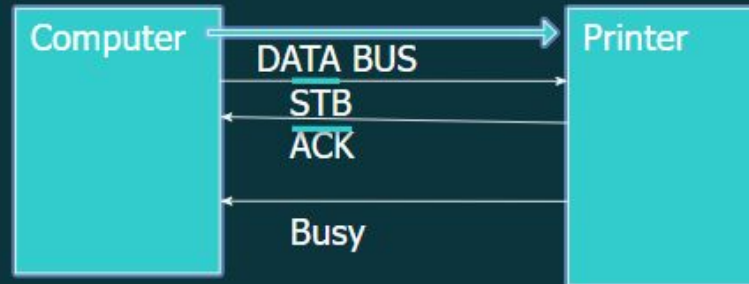 Computer
Printer
DATA BUS
STB
ACK
Busy